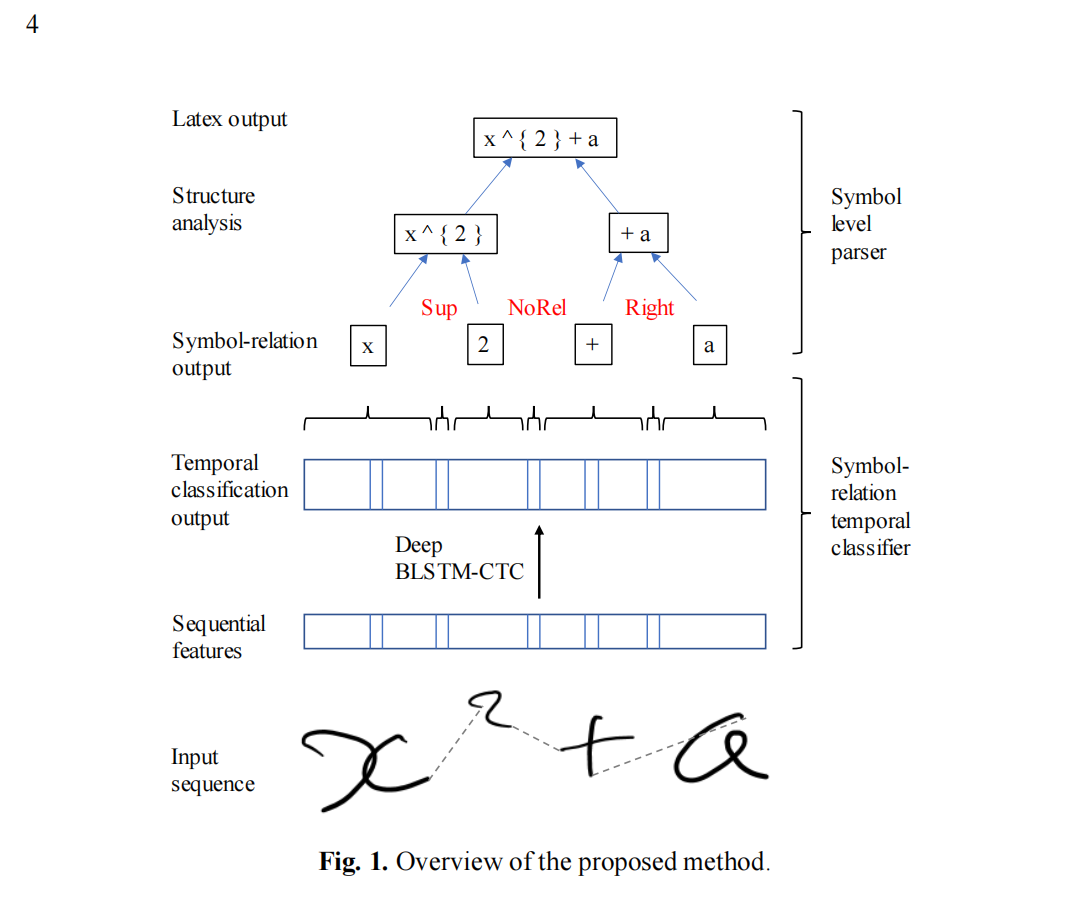 4
Latex output
x ^ { 2 } + a
Structure
analysis
x ^ { 2 }
+ a
Symbol
level
parser
Sup
NoRel
Right
Symbol-relation
output
x
2
+
a
Temporal
classification
output
Symbol-
relation
temporal
classifier
Deep
BLSTM-CTC
Sequential
features
Input
sequence
x 2 + a
Fig. 1. Overview of the proposed method.